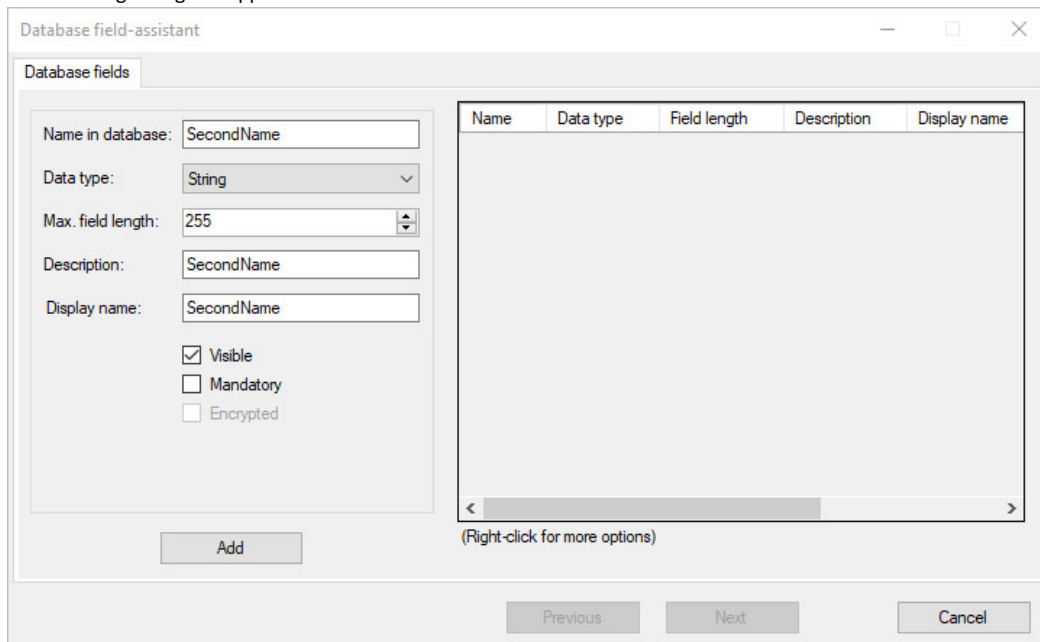 Database field-assistant
Database fields
Name in database: SecondName
Data type: String
Max. field length: 255
Description: SecondName
Display name: SecondName
Visible
Mandatory
Encrypted
Add
Name Data type Field length Description Display name
(Right-click for more options)
Previous Next Cancel